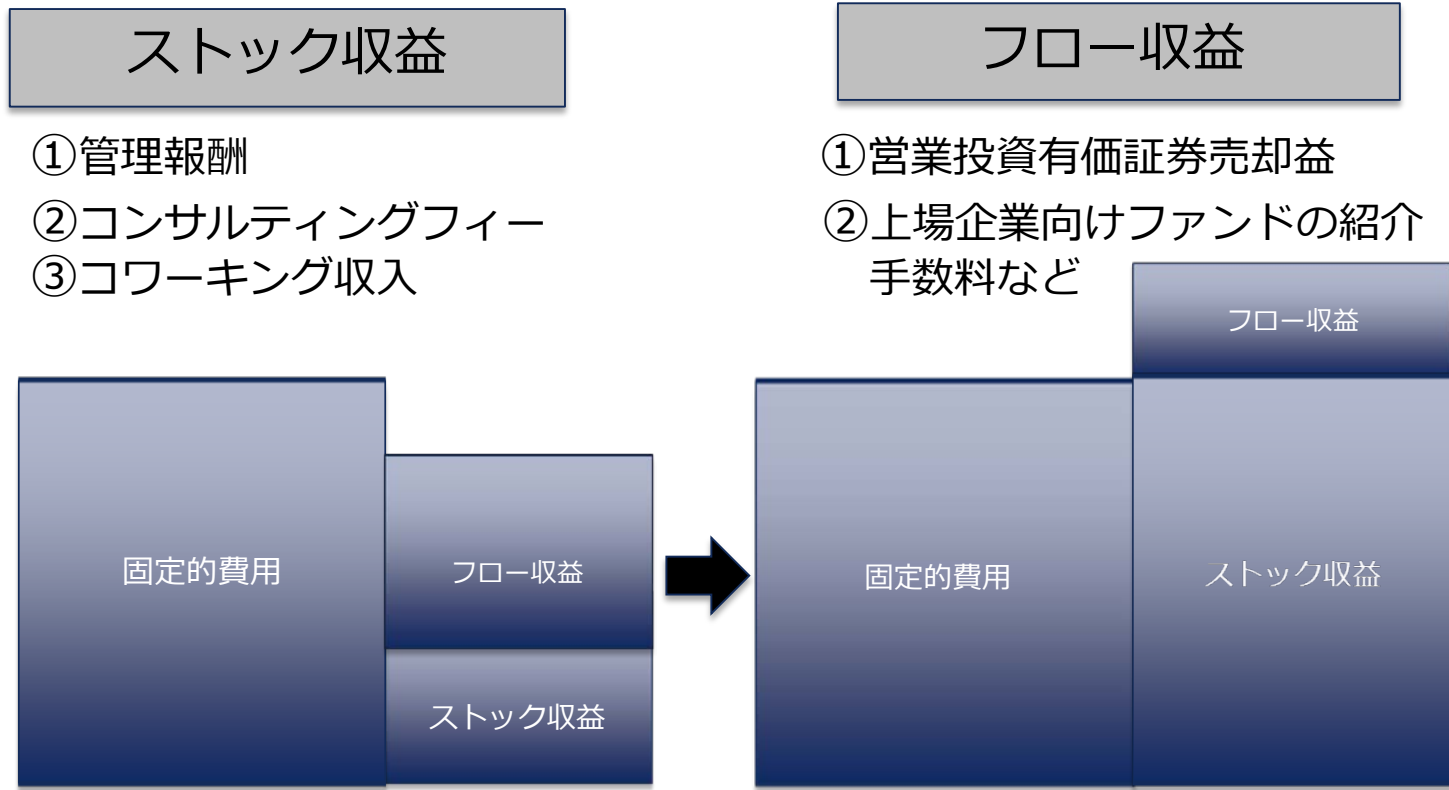 ストック収益
①管理報酬
②コンサルティングフィー
③コワーキング収入
フロー収益
①営業投資有価証券売却益
②上場企業向けファンドの紹介
手数料など
固定的費用
フロー収益
ストック収益
固定的費用
フロー収益
ストック収益